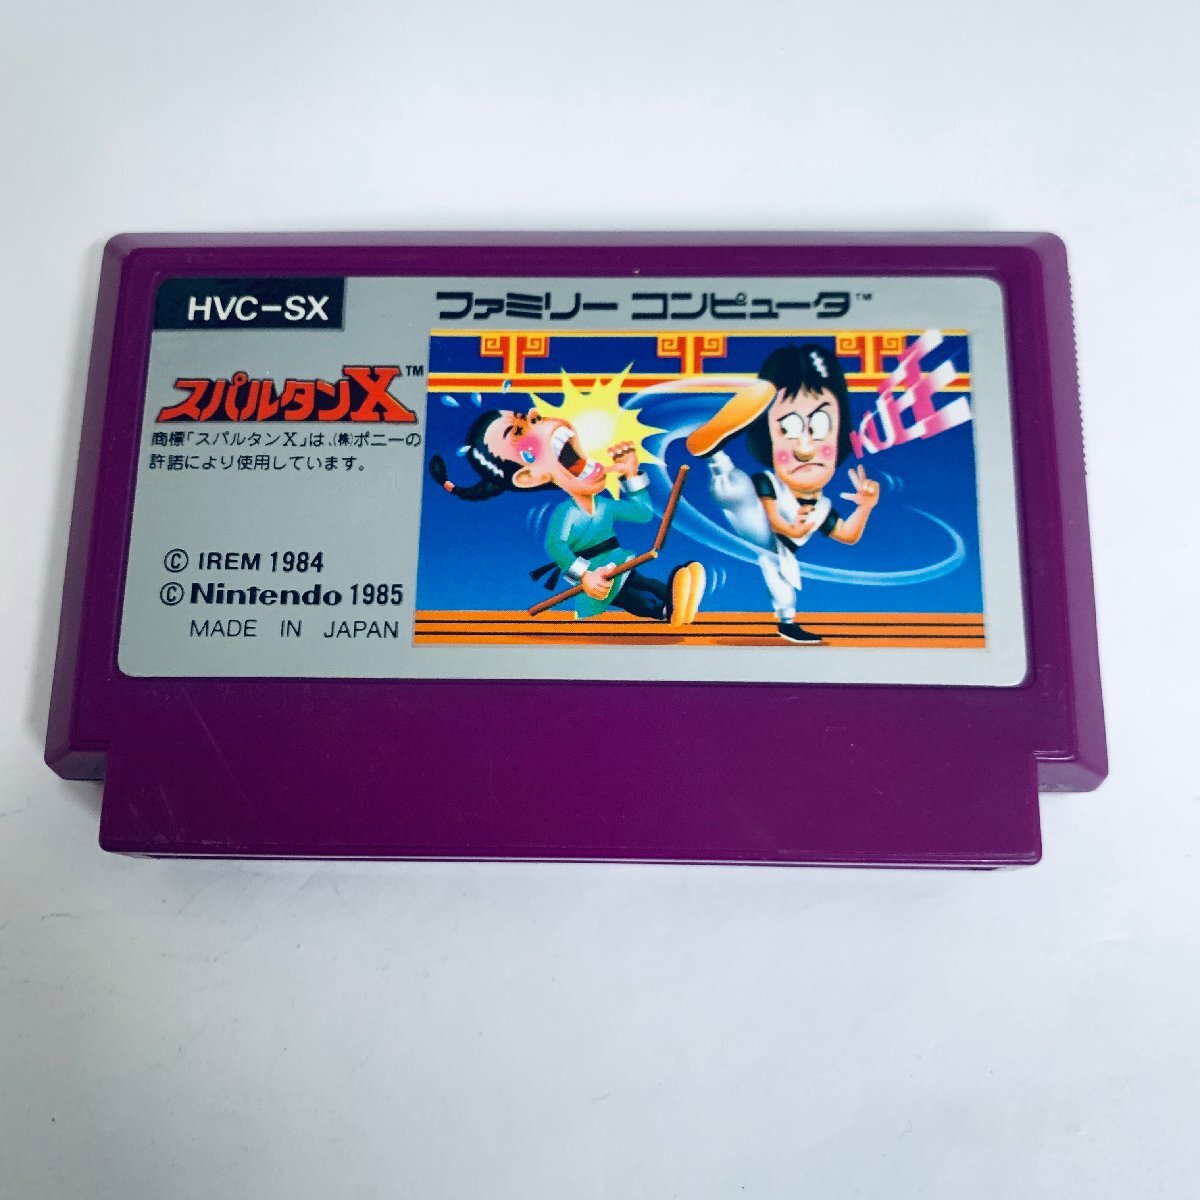 HVC-SX
ファミリー コンピュータ™
スパルタンX™
商標「スパルタンX」は、(株)ポニーの
許諾により使用しています。
© IREM 1984
© Nintendo 1985
MADE IN JAPAN